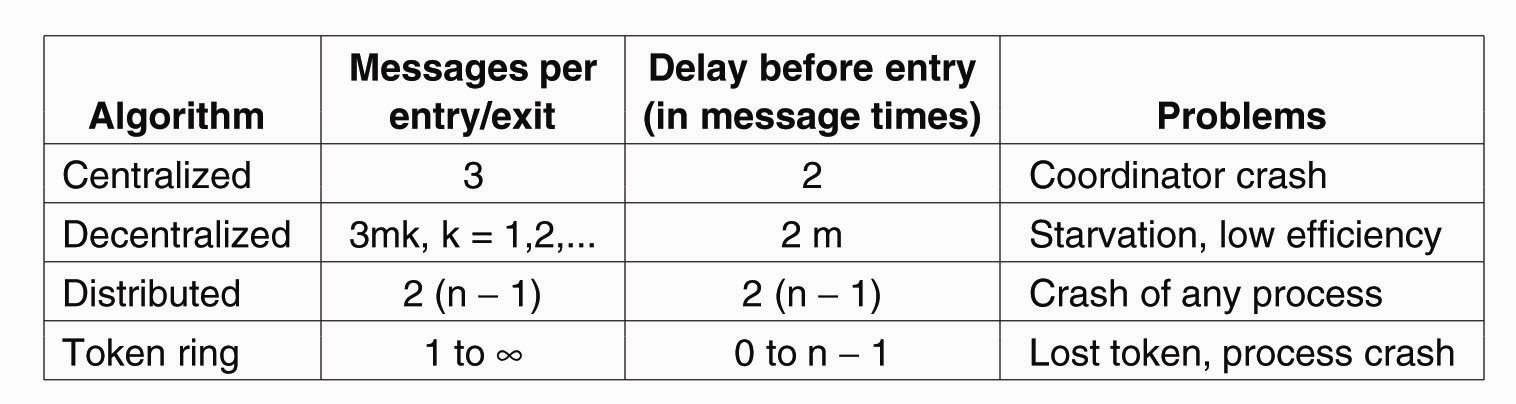 Algorithm | Messages per entry/exit | Delay before entry (in message times) | Problems
Centralized | 3 | 2 | Coordinator crash
Decentralized | 3mk, k = 1,2,... | 2 m | Starvation, low efficiency
Distributed | 2 (n – 1) | 2 (n – 1) | Crash of any process
Token ring | 1 to ∞ | 0 to n – 1 | Lost token, process crash